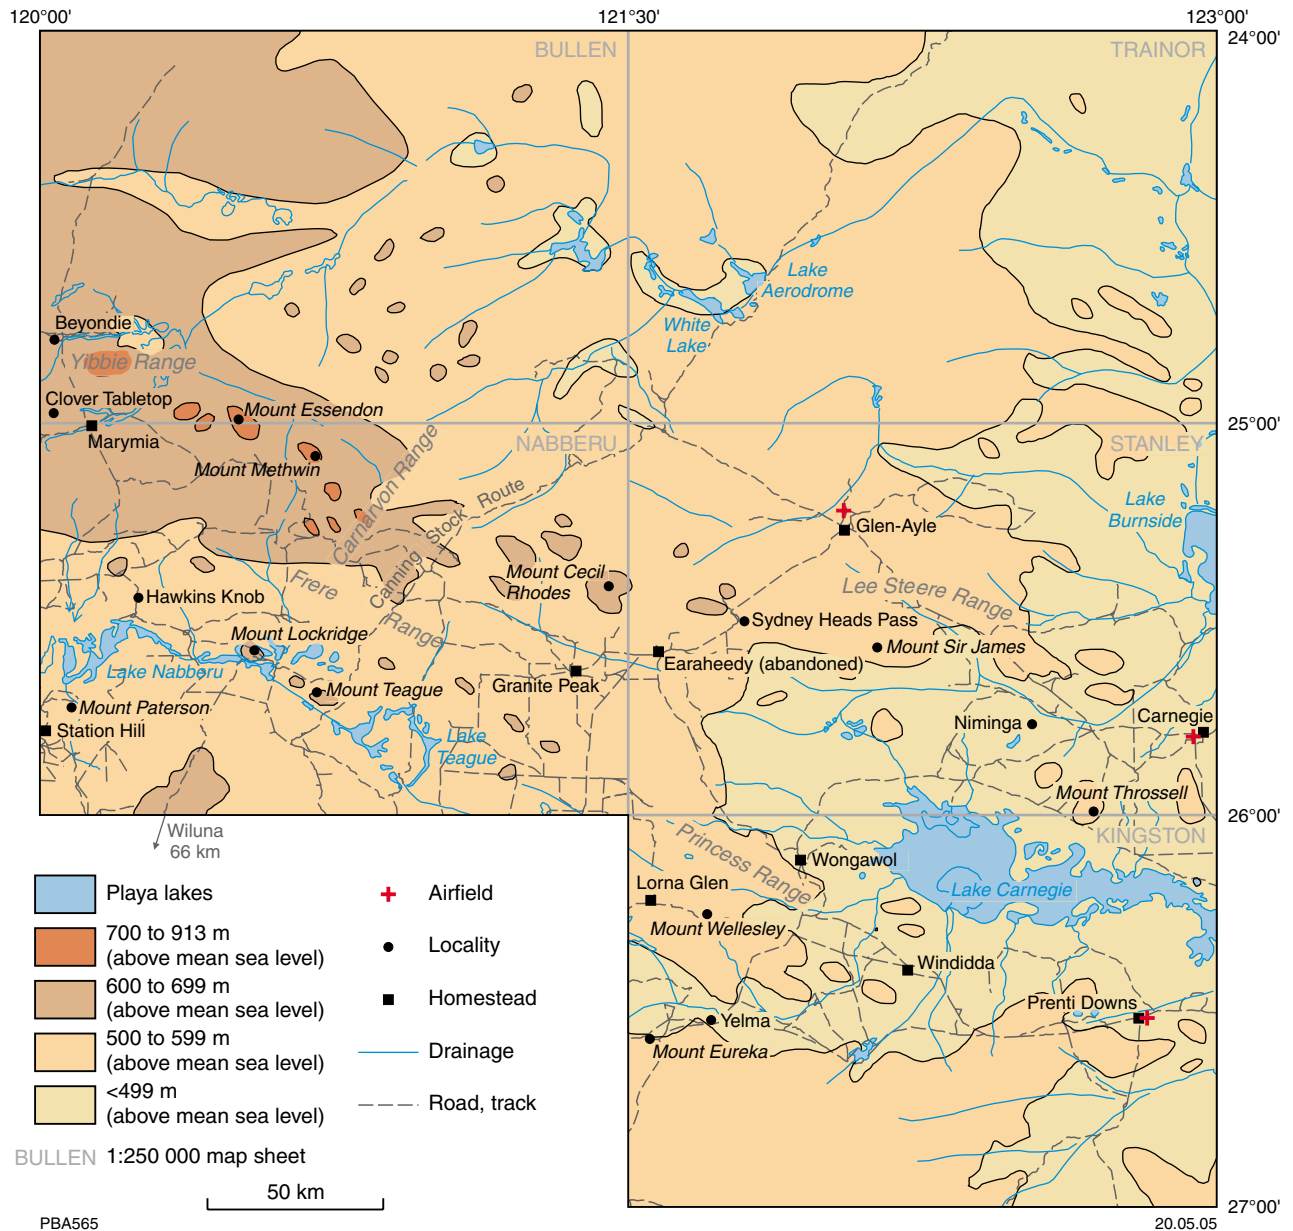 120°00'
121°30'
123°00'
24°00'
BULLEN
TRAINOR
Lake
Aerodrome
White
Lake
Beyondie
Yibbie Range
Clover Tabletop
Mount Essendon
Marymia
Mount Methwin
25°00'
NABBERU
STANLEY
Carnarvon Range
Canning Stock Route
Lake
Burnside
Glen-Ayle
Frere
Range
Mount Cecil
Rhodes
Lee Steere Range
Hawkins Knob
Sydney Heads Pass
Mount Lockridge
Mount Sir James
Lake Nabberu
Earaheedy (abandoned)
Granite Peak
Mount Teague
Mount Paterson
Station Hill
Lake
Teague
Niminga
Carnegie
Mount Throssell
26°00'
KINGSTON
Wiluna
66 km
Princess Range
Wongawol
Lorna Glen
Lake Carnegie
Mount Wellesley
Windidda
Prenti Downs
Yelma
Mount Eureka
27°00'
Playa lakes
700 to 913 m
(above mean sea level)
600 to 699 m
(above mean sea level)
500 to 599 m
(above mean sea level)
<499 m
(above mean sea level)
BULLEN 1:250 000 map sheet
Airfield
Locality
Homestead
Drainage
Road, track
50 km
PBA565
20.05.05